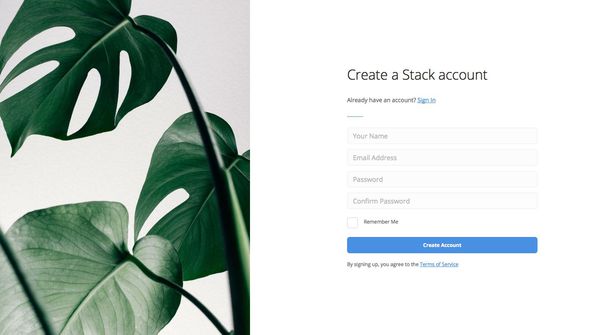 Create a Stack account
Already have an account? Sign In
Your Name
Email Address
Password
Confirm Password
Remember Me
Create Account
By signing up, you agree to the Terms of Service